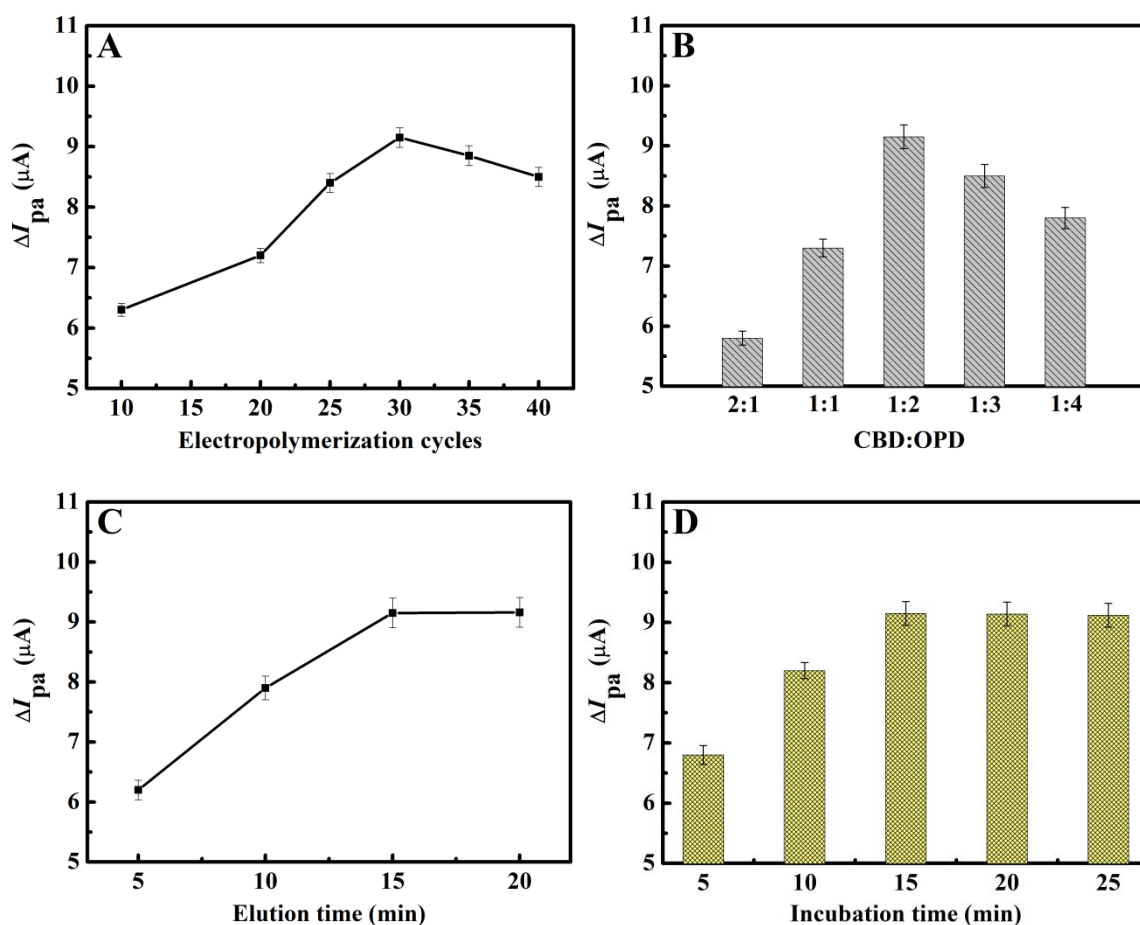 A
ΔIpa (μA)
11
10
9
8
7
6
5
10 20 25 30 35 40
Electropolymerization cycles
B
ΔIpa (μA)
11
10
9
8
7
6
5
2:1 1:1 1:2 1:3 1:4
CBD:OPD
C
ΔIpa (μA)
11
10
9
8
7
6
5
5 10 15 20
Elution time (min)
D
ΔIpa (μA)
11
10
9
8
7
6
5
5 10 15 20 25
Incubation time (min)